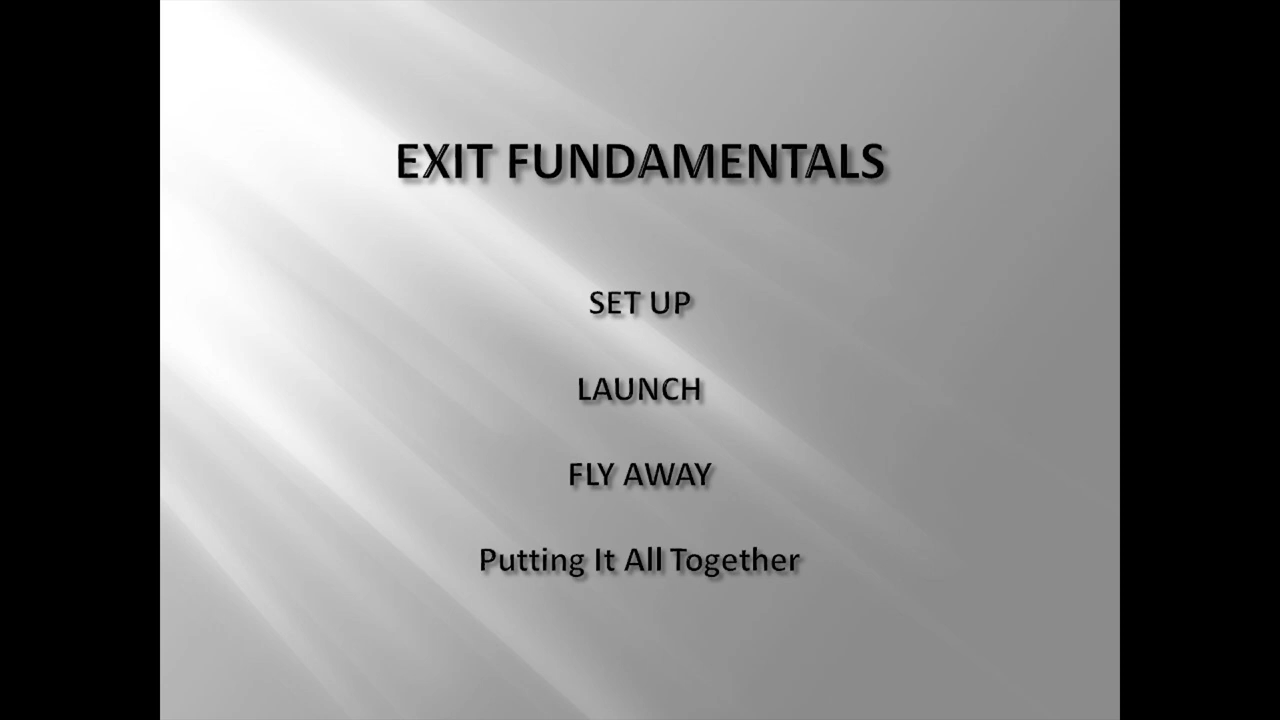 EXIT FUNDAMENTALS
SET UP
LAUNCH
FLY AWAY
Putting It All Together